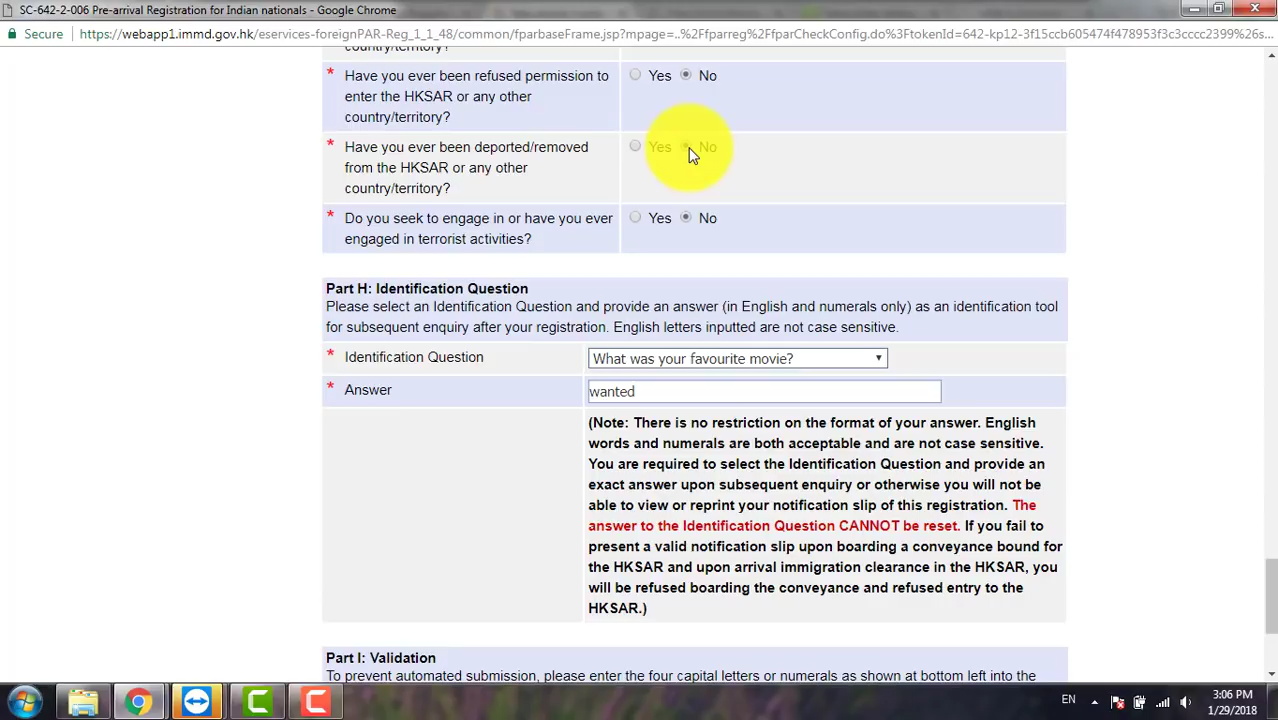 SC-642-2-006 Pre-arrival Registration for Indian nationals - Google Chrome
Secure https://webapp1.immd.gov.hk/eservices-foreignPAR-Reg_1_1_48/common/fparbaseFrame.jsp?mpage=..%2Ffparreg%2FfparCheckConfig.do%3FtokenId=642-kp12-3f15ccb605474f478953f3c3cccc2399%26s...
country/territory?
* Have you ever been refused permission to Yes No
enter the HKSAR or any other
country/territory?
* Have you ever been deported/removed Yes No
from the HKSAR or any other
country/territory?
* Do you seek to engage in or have you ever Yes No
engaged in terrorist activities?
Part H: Identification Question
Please select an Identification Question and provide an answer (in English and numerals only) as an identification tool
for subsequent enquiry after your registration. English letters inputted are not case sensitive.
* Identification Question What was your favourite movie?
* Answer wanted
(Note: There is no restriction on the format of your answer. English
words and numerals are both acceptable and are not case sensitive.
You are required to select the Identification Question and provide an
exact answer upon subsequent enquiry or otherwise you will not be
able to view or reprint your notification slip of this registration. The
answer to the Identification Question CANNOT be reset. If you fail to
present a valid notification slip upon boarding a conveyance bound for
the HKSAR and upon arrival immigration clearance in the HKSAR, you
will be refused boarding the conveyance and refused entry to the
HKSAR.)
Part I: Validation
To prevent automated submission, please enter the four capital letters or numerals as shown at bottom left into the
EN 3:06 PM
1/29/2018